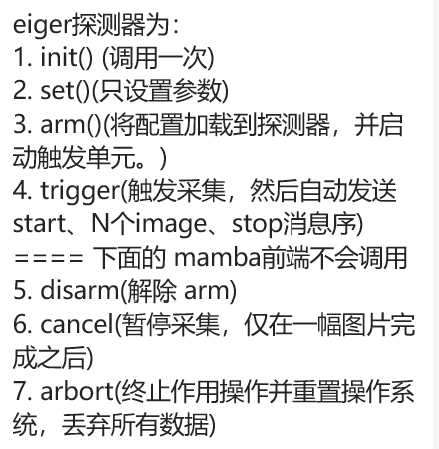 eiger探测器为：
1. init() (调用一次)
2. set()(只设置参数)
3. arm()(将配置加载到探测器，并启
动触发单元。)
4. trigger(触发采集，然后自动发送
start、N个image、stop消息序)
==== 下面的 mamba前端不会调用
5. disarm(解除 arm)
6. cancel(暂停采集，仅在一幅图片完
成之后)
7. arbort(终止作用操作并重置操作系
统，丢弃所有数据)